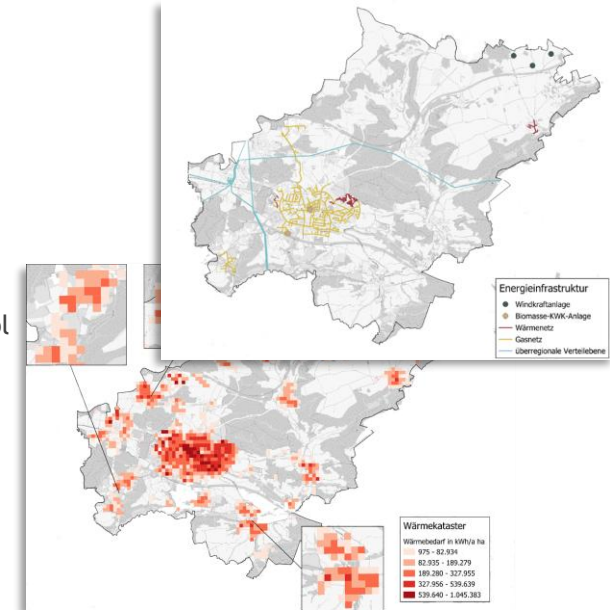 Energieinfrastruktur
Windkraftanlage
Biomasse-KWK-Anlage
Wärmenetz
Gasnetz
überregionale Verteilebene
ol
Wärmekataster
Wärmebedarf in kWh/a ha
975 - 82.934
82.935 - 189.279
189.280 - 327.955
327.956 - 539.639
539.640 - 1.045.383